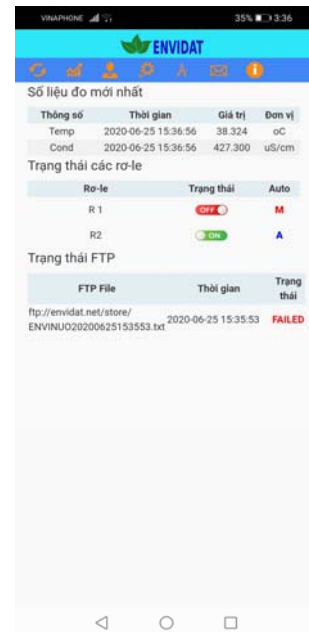 VINAPHONE 35% 3:36
ENVIDAT
Số liệu đo mới nhất
Thông số Thời gian Giá trị Đơn vị
Temp 2020-06-25 15:36:56 38.324 oC
Cond 2020-06-25 15:36:56 427.300 uS/cm
Trạng thái các rơ-le
Rơ-le Trạng thái Auto
R 1 OFF M
R2 ON A
Trạng thái FTP
FTP File Thời gian Trạng
thái
ftp://envidat.net/store/
ENVINUO20200625153553.txt 2020-06-25 15:35:53 FAILED